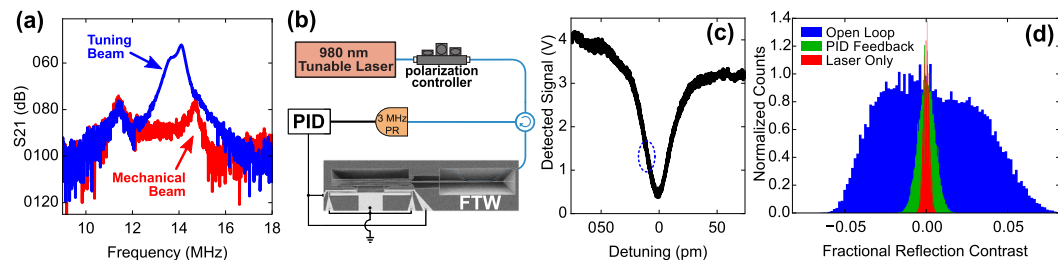 (a)
Tuning
Beam
Mechanical
Beam
S21 (dB)
060
080
0100
0120
10
12
14
16
18
Frequency (MHz)
(b)
980 nm
Tunable Laser
polarization
controller
PID
3 MHz
PR
FTW
(c)
Detected Signal (V)
4
3
2
1
0
050
0
50
Detuning (pm)
(d)
Open Loop
PID Feedback
Laser Only
Normalized Counts
1.4
1.2
1.0
0.8
0.6
0.4
0.2
0.0
−0.05
0.00
0.05
Fractional Reflection Contrast